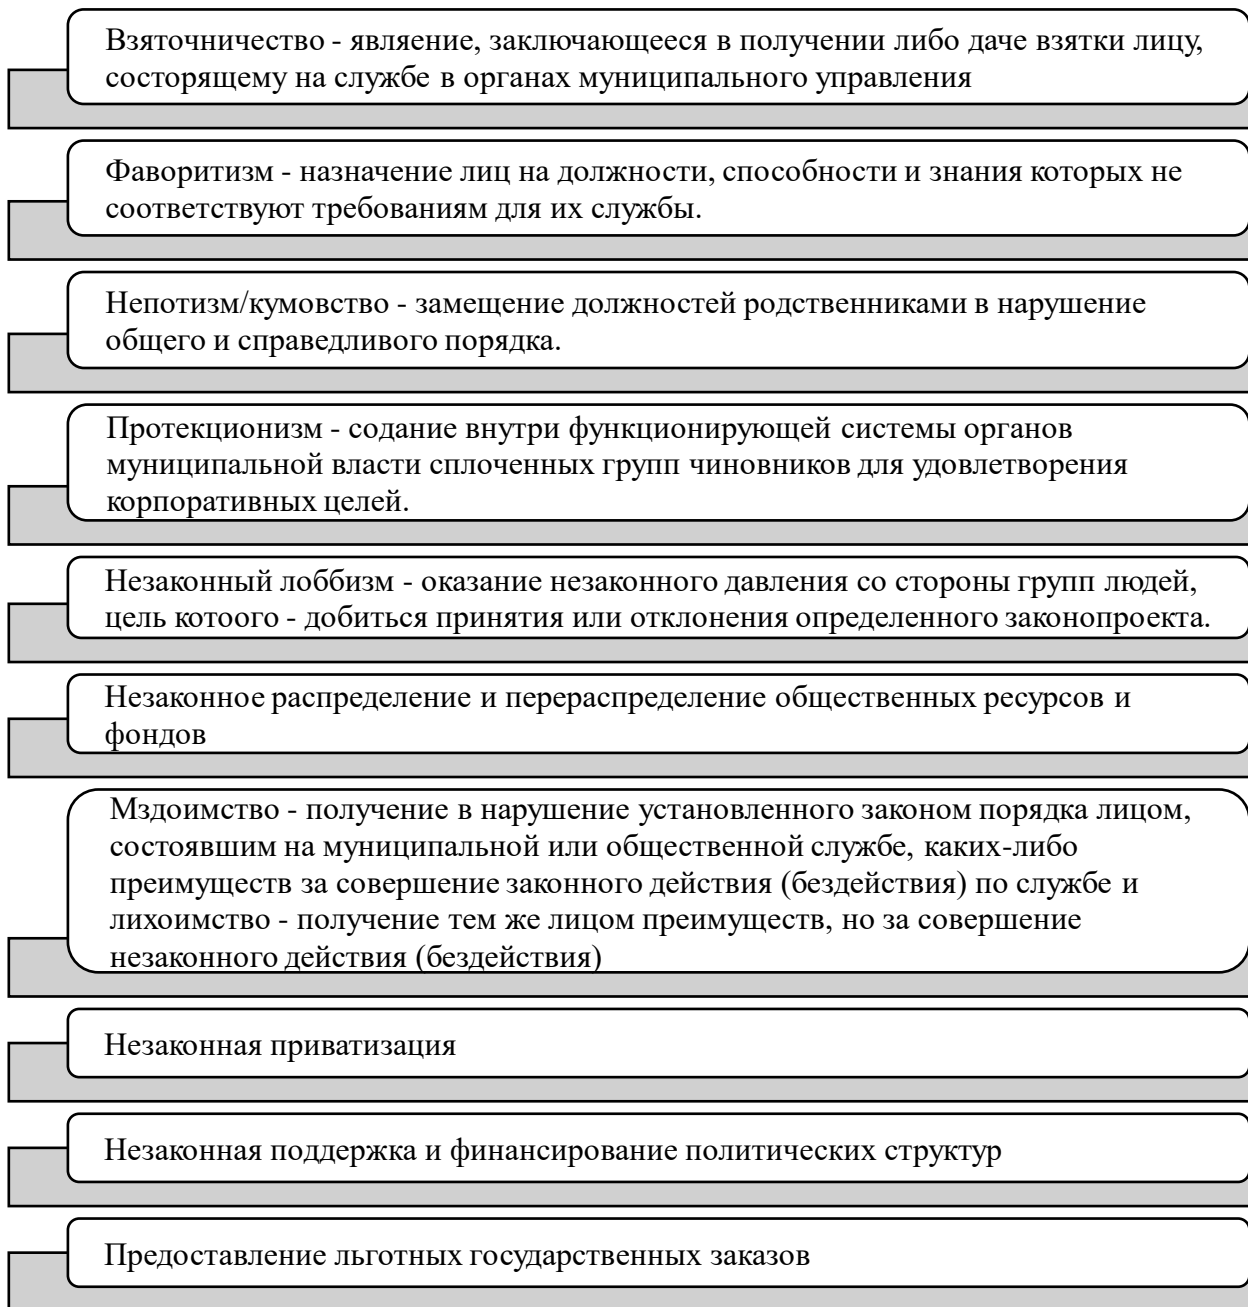 Взяточничество - являение, заключающееся в получении либо даче взятки лицу,
состорящему на службе в органах муниципального управления
Фаворитизм - назначение лиц на должности, способности и знания которых не
соответствуют требованиям для их службы.
Непотизм/кумовство - замещение должностей родственниками в нарушение
общего и справедливого порядка.
Протекционизм - содание внутри функционирующей системы органов
муниципальной власти сплоченных групп чиновников для удовлетворения
корпоративных целей.
Незаконный лоббизм - оказание незаконного давления со стороны групп людей,
цель котоого - добиться принятия или отклонения определенного законопроекта.
Незаконное распределение и перераспределение общественных ресурсов и
фондов
Мздоимство - получение в нарушение установленного законом порядка лицом,
состоявшим на муниципальной или общественной службе, каких-либо
преимуществ за совершение законного действия (бездействия) по службе и
лихоимство - получение тем же лицом преимуществ, но за совершение
незаконного действия (бездействия)
Незаконная приватизация
Незаконная поддержка и финансирование политических структур
Предоставление льготных государственных заказов